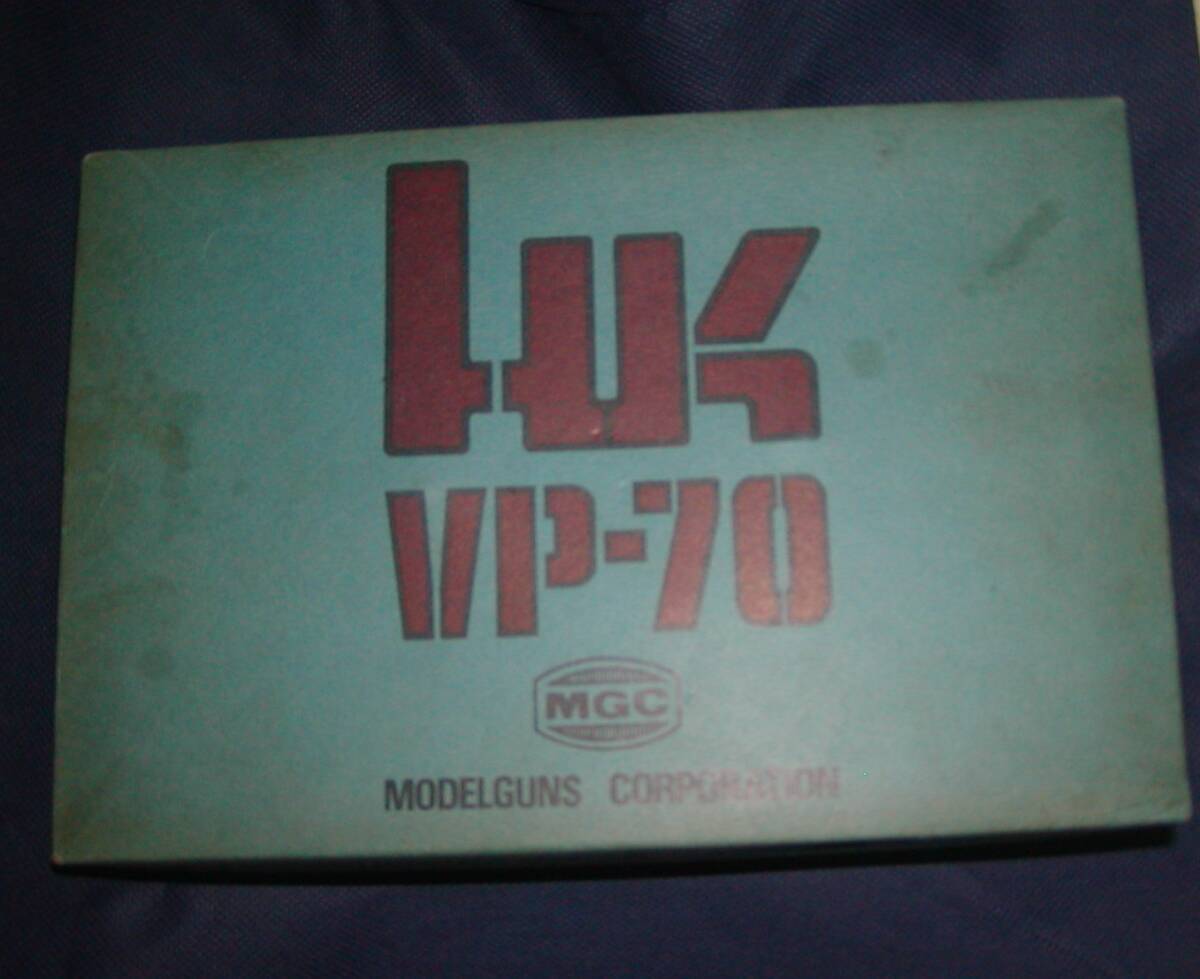 HK
VP-70
MGC
MODELGUNS CORPORATION